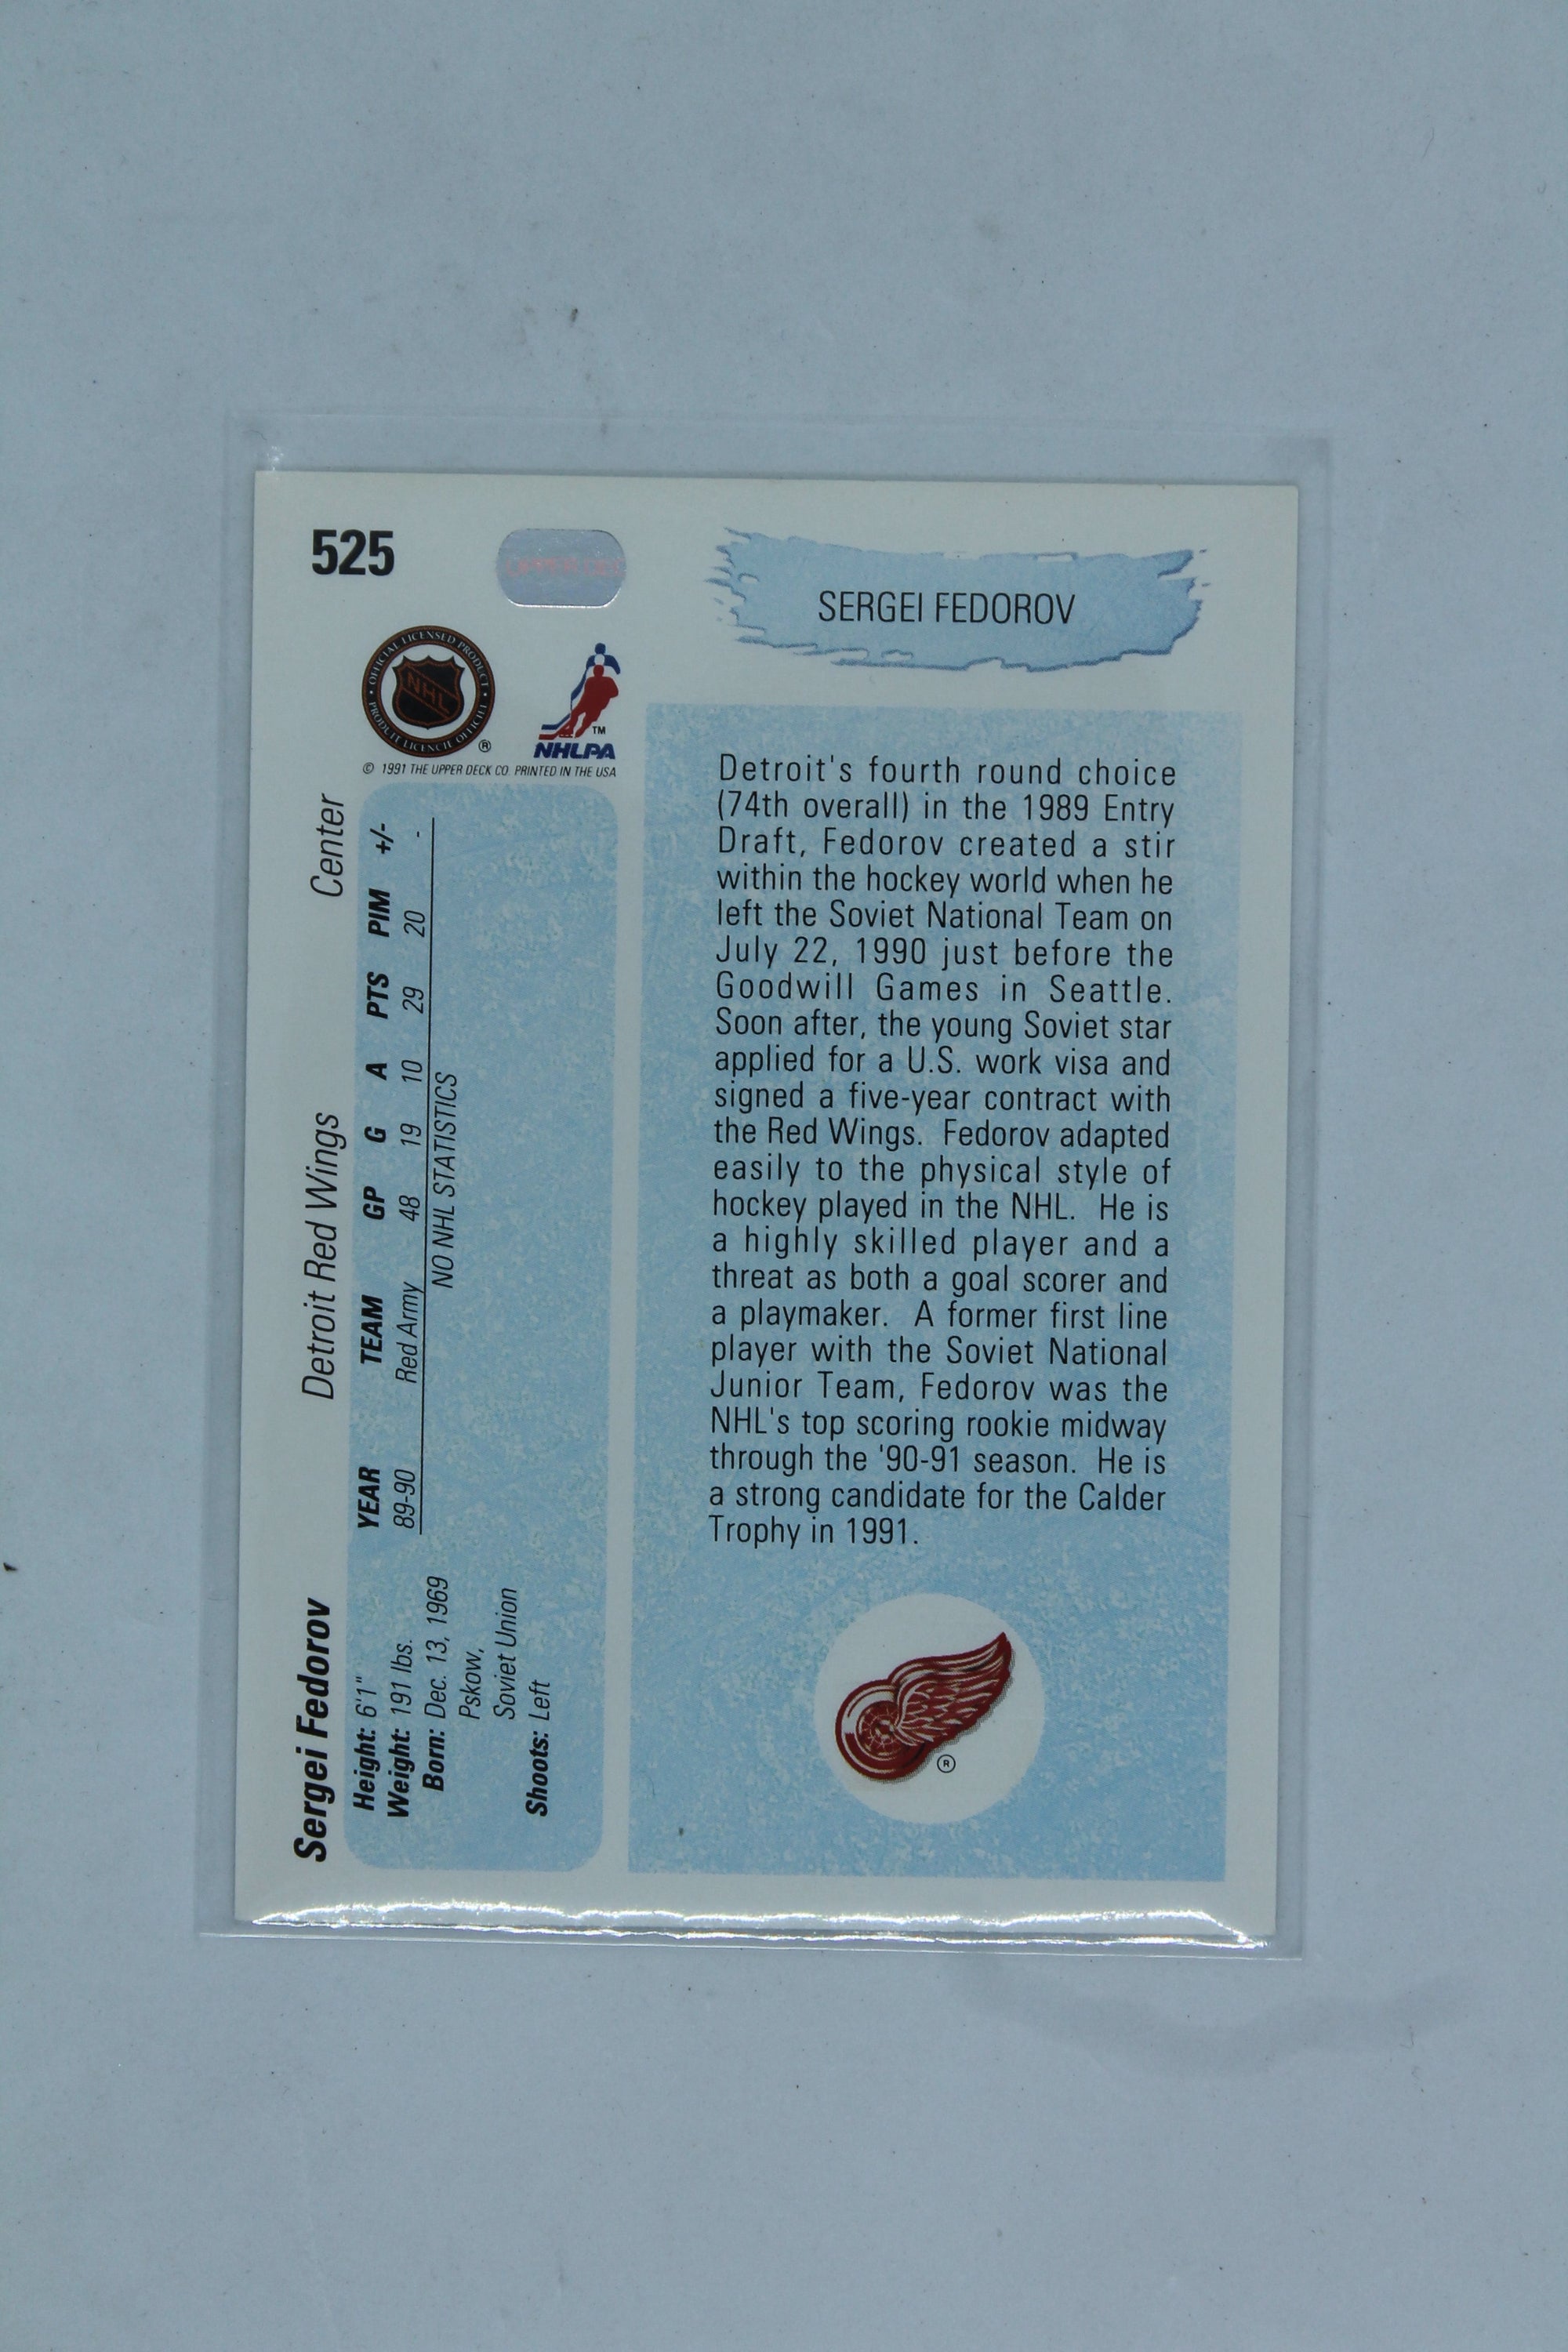 525
SERGEI FEDOROV
OFFICIAL LICENSED PRODUCT
NHL
PRODUIT LICENCIE OFFICIEL
®
TM
NHLPA
© 1991 THE UPPER DECK CO. PRINTED IN THE USA
Detroit's fourth round choice
(74th overall) in the 1989 Entry
Draft, Fedorov created a stir
within the hockey world when he
left the Soviet National Team on
July 22, 1990 just before the
Goodwill Games in Seattle.
Soon after, the young Soviet star
applied for a U.S. work visa and
signed a five-year contract with
the Red Wings. Fedorov adapted
easily to the physical style of
hockey played in the NHL. He is
a highly skilled player and a
threat as both a goal scorer and
a playmaker. A former first line
player with the Soviet National
Junior Team, Fedorov was the
NHL's top scoring rookie midway
through the '90-91 season. He is
a strong candidate for the Calder
Trophy in 1991.
®
Sergei Fedorov Detroit Red Wings Center
Height: 6'1"
Weight: 191 lbs.
Born: Dec. 13, 1969
Pskow,
Soviet Union
Shoots: Left
YEAR TEAM GP G A PTS PIM +/-
89-90 Red Army 48 19 10 29 20 -
NO NHL STATISTICS